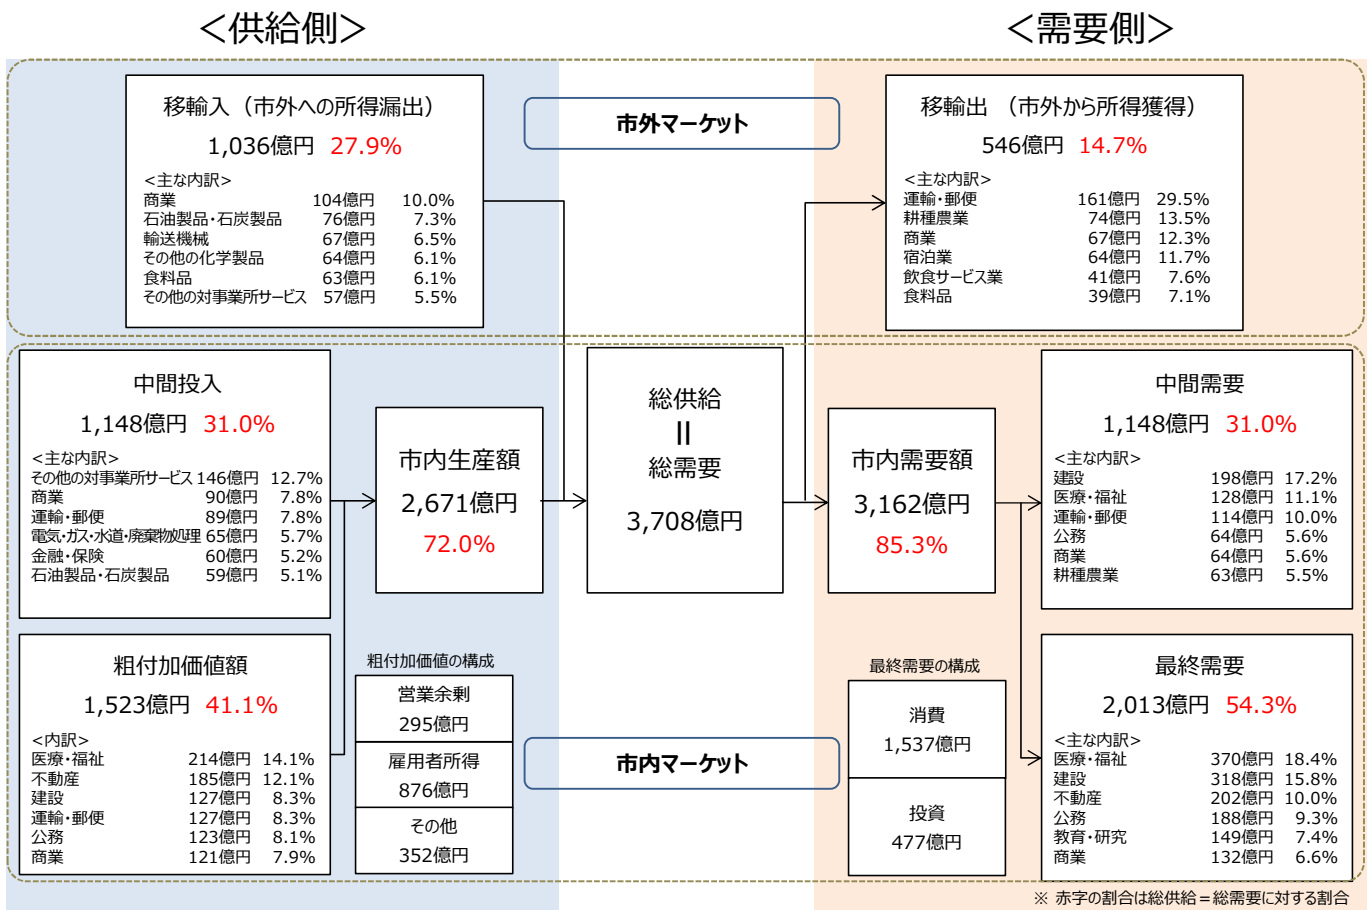 ＜供給側＞
＜需要側＞
移輸入（市外への所得漏出）
1,036億円 27.9%
＜主な内訳＞
商業 104億円 10.0%
石油製品・石炭製品 76億円 7.3%
輸送機械 67億円 6.5%
その他の化学製品 64億円 6.1%
食料品 63億円 6.1%
その他の対事業所サービス 57億円 5.5%
市外マーケット
移輸出 （市外から所得獲得）
546億円 14.7%
＜主な内訳＞
運輸・郵便 161億円 29.5%
耕種農業 74億円 13.5%
商業 67億円 12.3%
宿泊業 64億円 11.7%
飲食サービス業 41億円 7.6%
食料品 39億円 7.1%
中間投入
1,148億円 31.0%
＜主な内訳＞
その他の対事業所サービス 146億円 12.7%
商業 90億円 7.8%
運輸・郵便 89億円 7.8%
電気・ガス・水道・廃棄物処理 65億円 5.7%
金融・保険 60億円 5.2%
石油製品・石炭製品 59億円 5.1%
市内生産額
2,671億円
72.0%
総供給
＝
総需要
3,708億円
市内需要額
3,162億円
85.3%
中間需要
1,148億円 31.0%
＜主な内訳＞
建設 198億円 17.2%
医療・福祉 128億円 11.1%
運輸・郵便 114億円 10.0%
公務 64億円 5.6%
商業 64億円 5.6%
耕種農業 63億円 5.5%
粗付加価値額
1,523億円 41.1%
＜内訳＞
医療・福祉 214億円 14.1%
不動産 185億円 12.1%
建設 127億円 8.3%
運輸・郵便 127億円 8.3%
公務 123億円 8.1%
商業 121億円 7.9%
粗付加価値の構成
営業余剰
295億円
雇用者所得
876億円
その他
352億円
市内マーケット
最終需要の構成
消費
1,537億円
投資
477億円
最終需要
2,013億円 54.3%
＜主な内訳＞
医療・福祉 370億円 18.4%
建設 318億円 15.8%
不動産 202億円 10.0%
公務 188億円 9.3%
教育・研究 149億円 7.4%
商業 132億円 6.6%
※ 赤字の割合は総供給＝総需要に対する割合